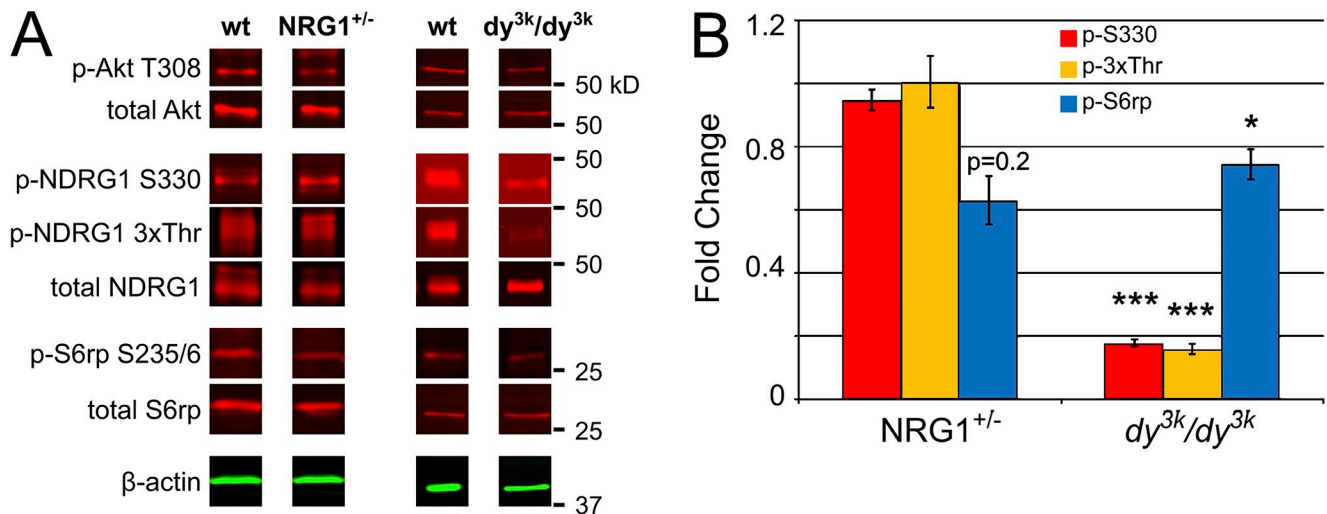 A
wt NRG1+/- wt dy3k/dy3k
p-Akt T308
50 kD
total Akt
50
50
p-NDRG1 S330
50
p-NDRG1 3xThr
50
total NDRG1
p-S6rp S235/6
25
total S6rp
25
β-actin
37
B
1.2
p-S330
p-3xThr
p-S6rp
*
0.8
p=0.2
Fold Change
0.4
*** ***
0
NRG1+/- dy3k/dy3k